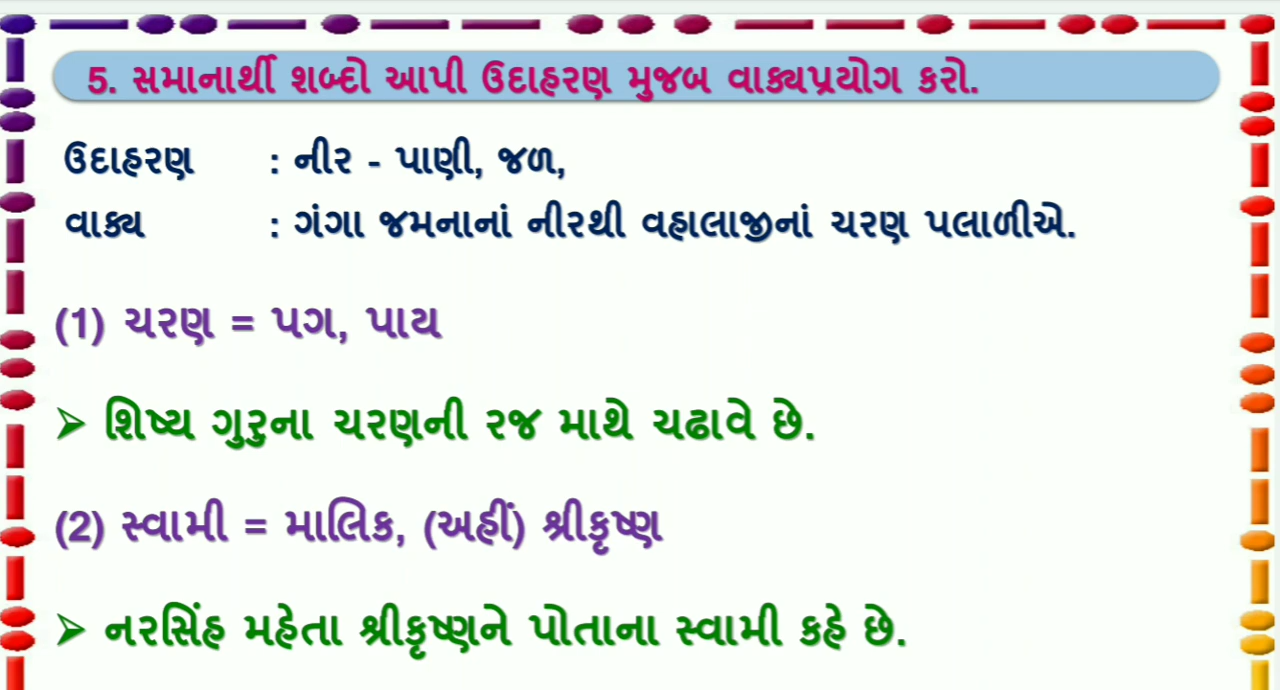 5. સમાનાર્થી શબ્દો આપી ઉદાહરણ મુજબ વાક્યપ્રયોગ કરો.
ઉદાહરણ : નીર - પાણી, જળ,
વાક્ય : ગંગા જમનાનાં નીરથી વહાલાજીનાં ચરણ પલાળીએ.
(1) ચરણ = પગ, પાય
➢ શિષ્ય ગુરુના ચરણની રજ માથે ચઢાવે છે.
(2) સ્વામી = માલિક, (અહીં) શ્રીકૃષ્ણ
➢ નરસિંહ મહેતા શ્રીકૃષ્ણને પોતાના સ્વામી કહે છે.